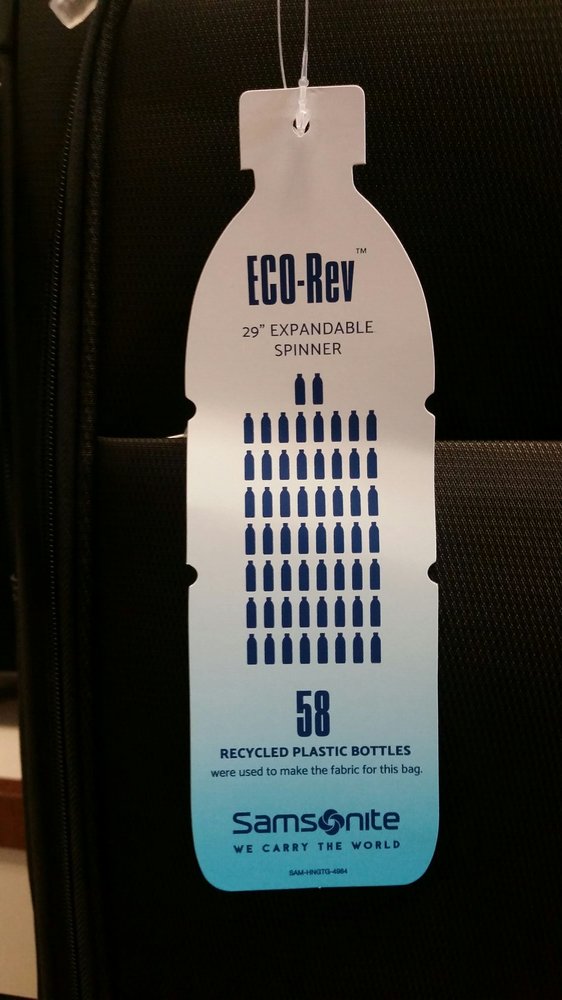 ECO-Rev™
29" EXPANDABLE
SPINNER
58
RECYCLED PLASTIC BOTTLES
were used to make the fabric for this bag.
Samsonite
WE CARRY THE WORLD
SAM-HNGTG-4984